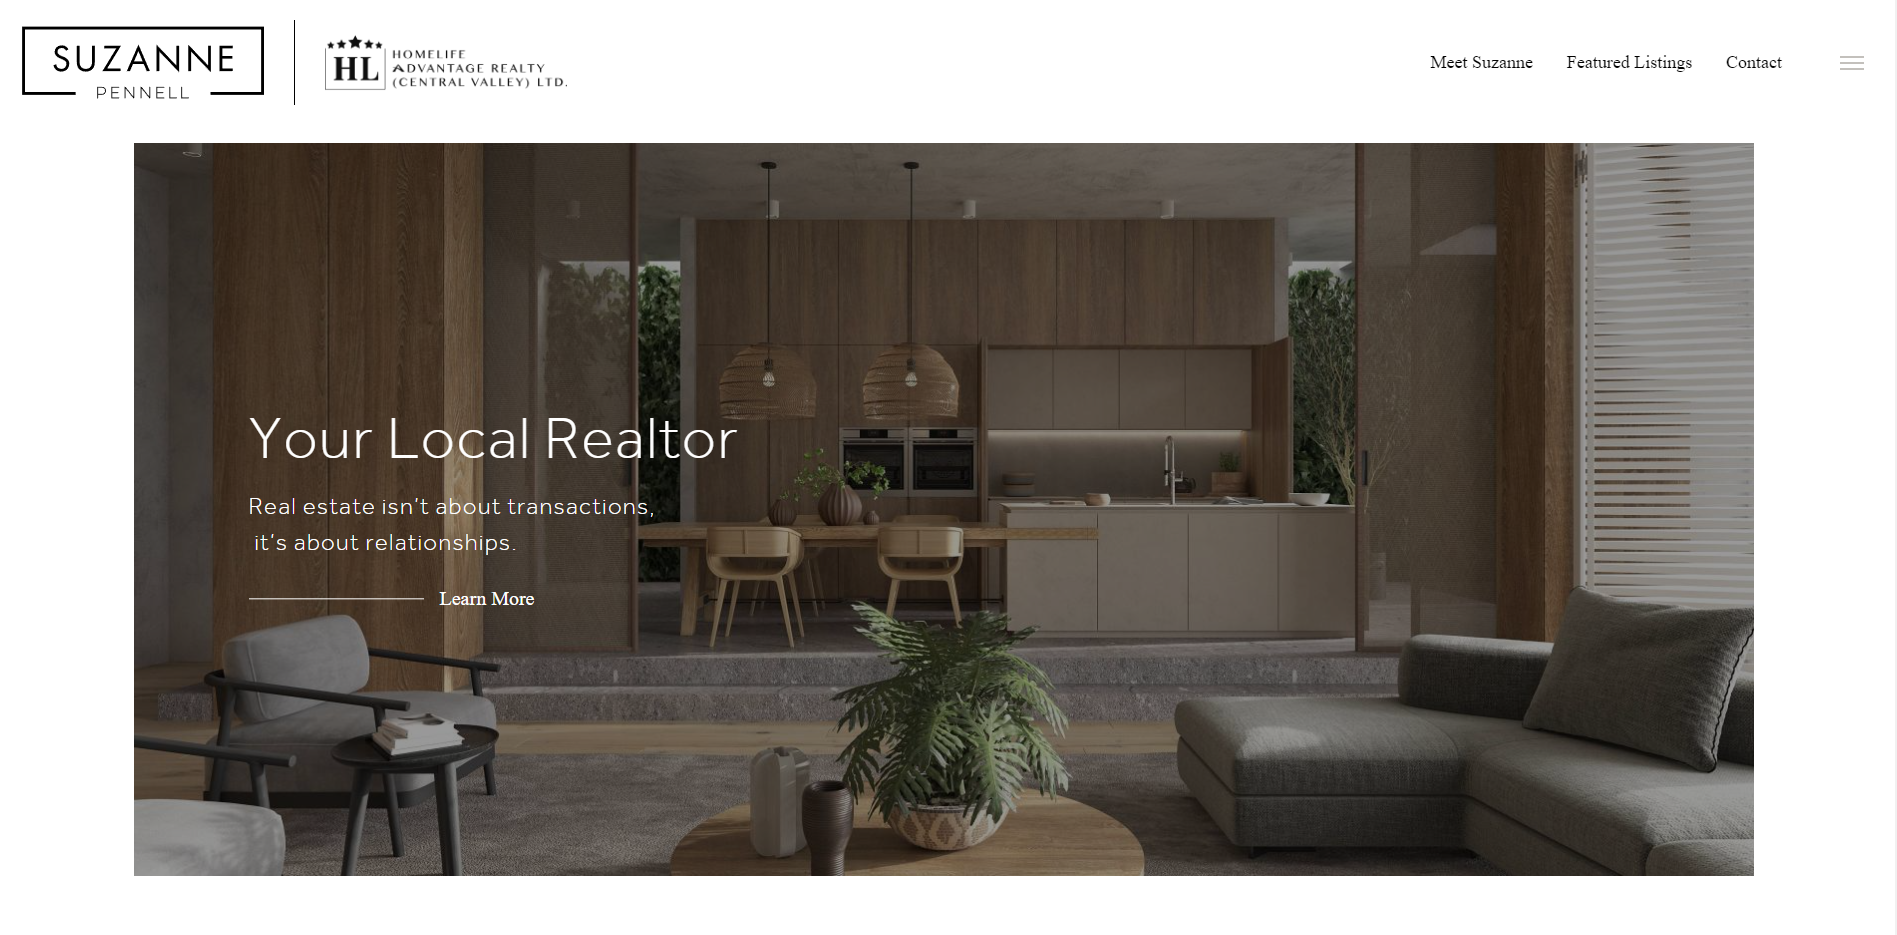 SUZANNE
PENNELL
HL
HOMELIFE
ADVANTAGE REALTY
(CENTRAL VALLEY) LTD.
Meet Suzanne
Featured Listings
Contact
Your Local Realtor
Real estate isn't about transactions,
it's about relationships.
Learn More